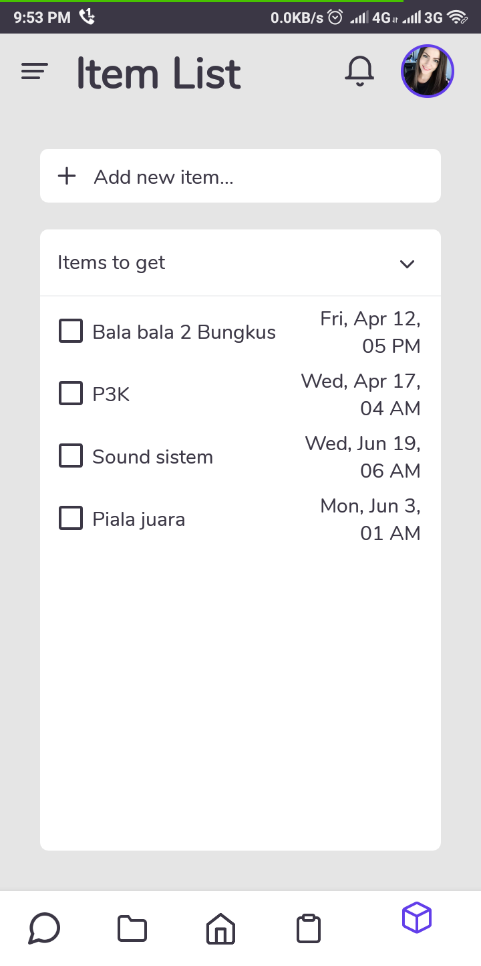 9:53 PM 0.0KB/s 4G 3G
Item List
Add new item...
Items to get
Bala bala 2 Bungkus Fri, Apr 12,
05 PM
P3K Wed, Apr 17,
04 AM
Sound sistem Wed, Jun 19,
06 AM
Piala juara Mon, Jun 3,
01 AM